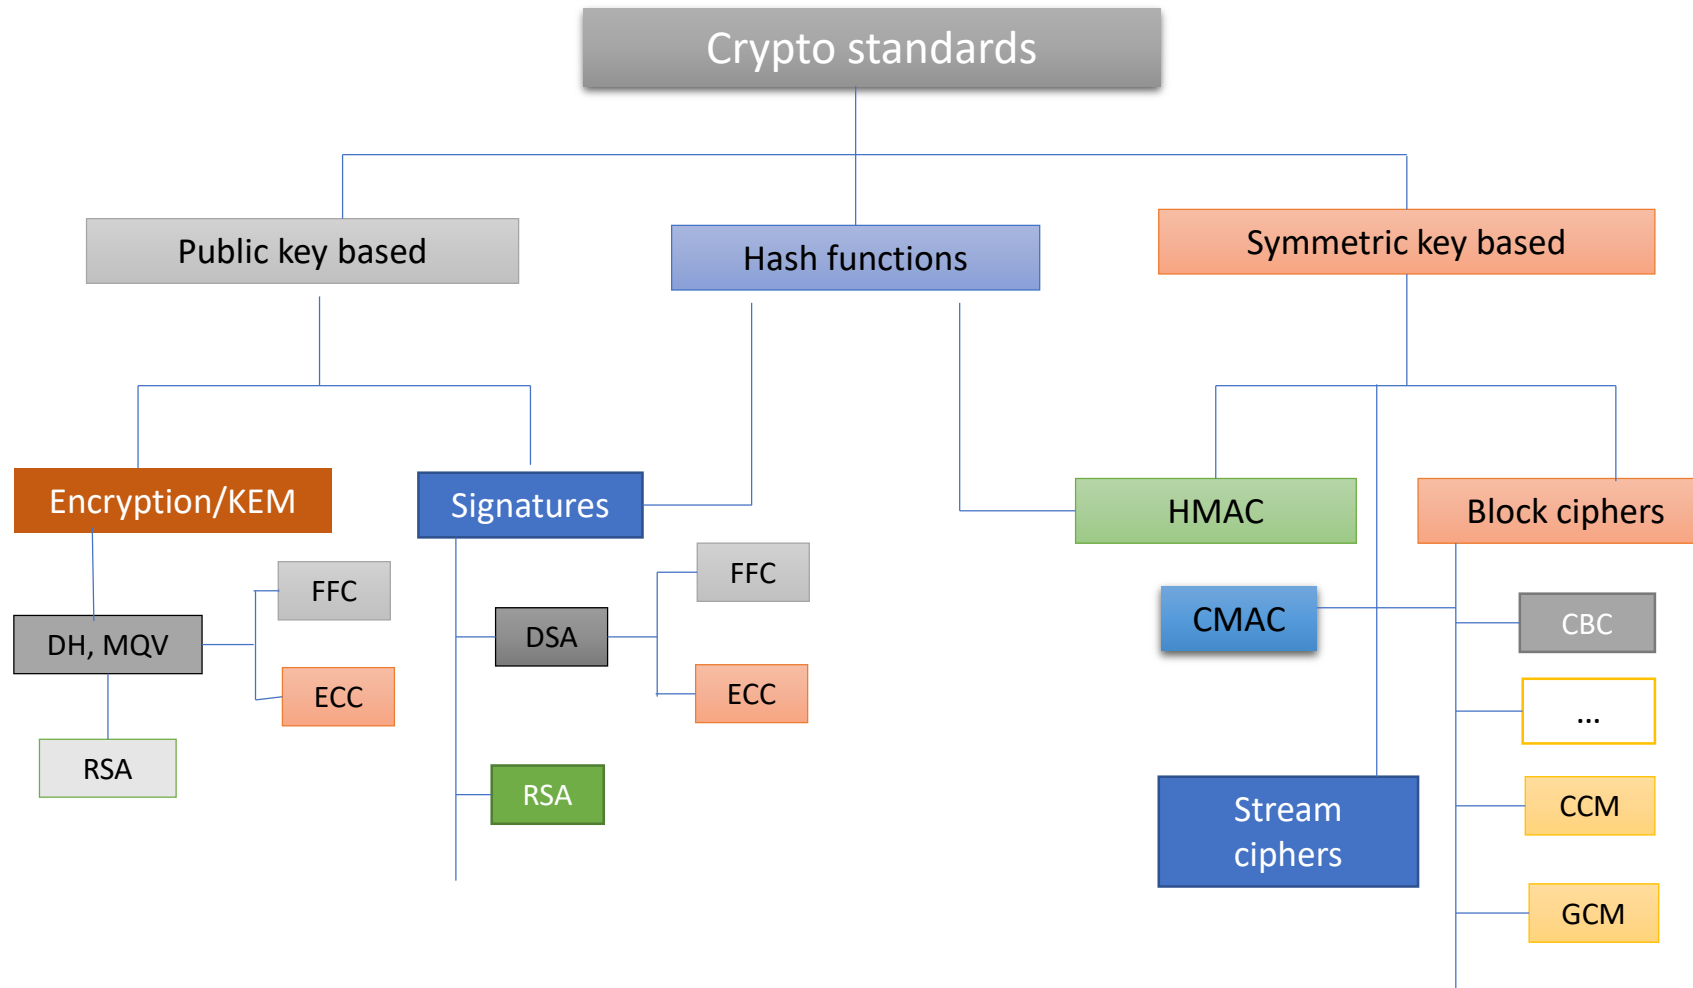 Crypto standards
Public key based
Hash functions
Symmetric key based
Encryption/KEM
Signatures
HMAC
Block ciphers
FFC
FFC
DH, MQV
DSA
CMAC
CBC
ECC
ECC
...
RSA
RSA
Stream
ciphers
CCM
GCM